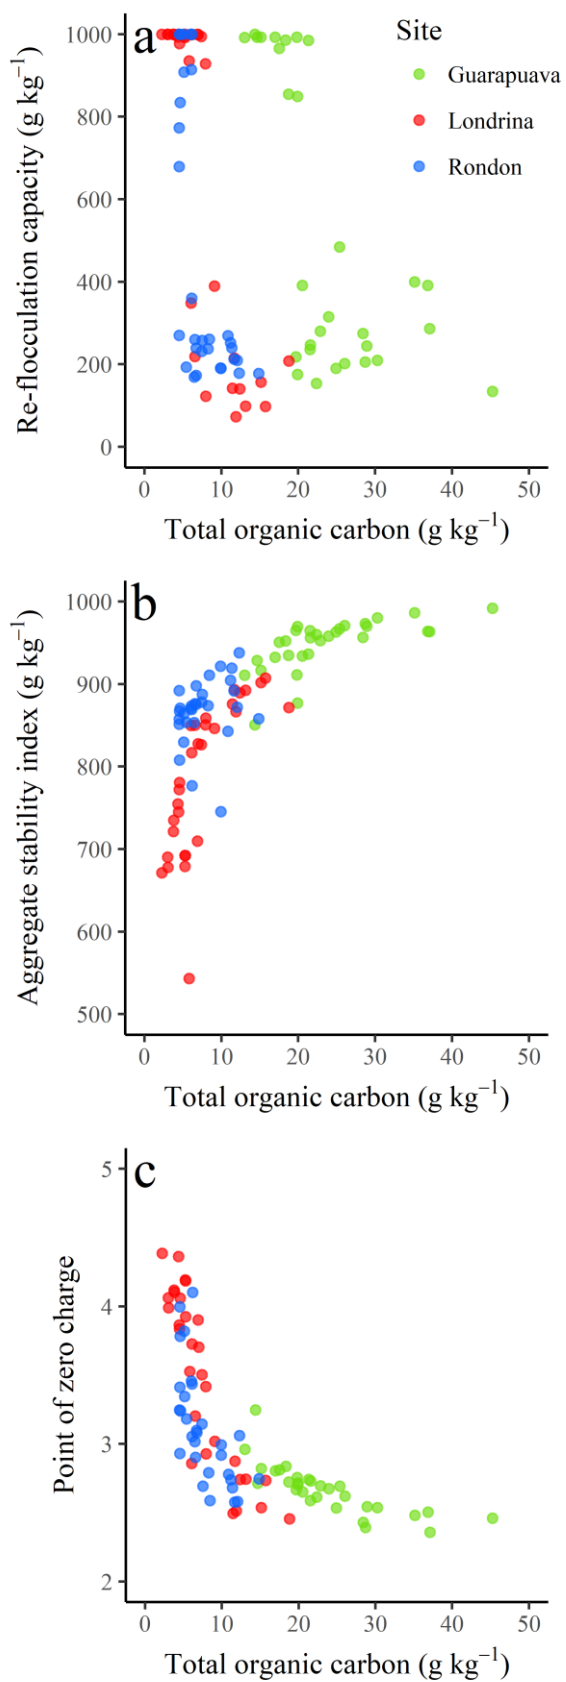 a
Site
Guarapuava
Londrina
Rondon
Re-flocculation capacity (g kg⁻¹)
1000
800
600
400
200
0
0 10 20 30 40 50
Total organic carbon (g kg⁻¹)
b
Aggregate stability index (g kg⁻¹)
1000
900
800
700
600
500
0 10 20 30 40 50
Total organic carbon (g kg⁻¹)
c
Point of zero charge
5
4
3
2
0 10 20 30 40 50
Total organic carbon (g kg⁻¹)